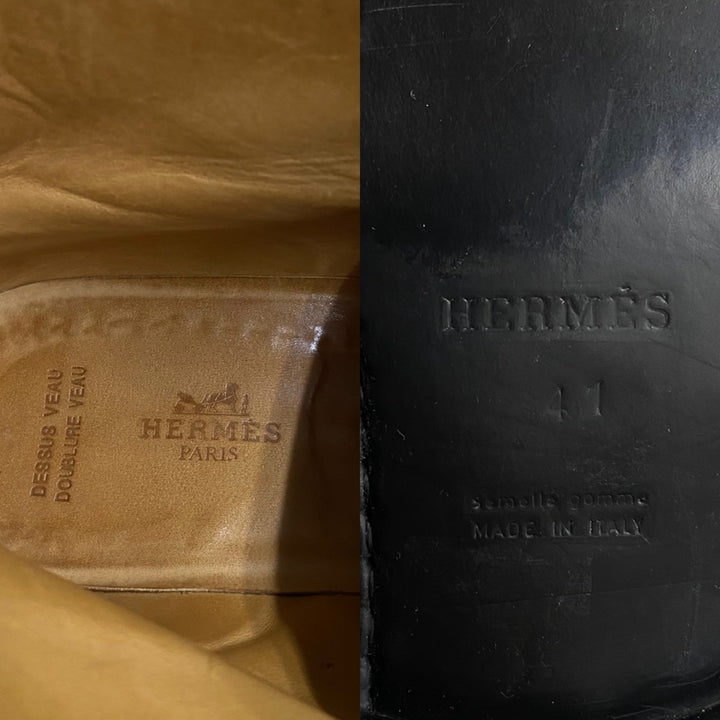 DESSUS VEAU
DOUBLURE VEAU
HERMÈS
PARIS
HERMÈS
41
semelle gomme
MADE IN ITALY